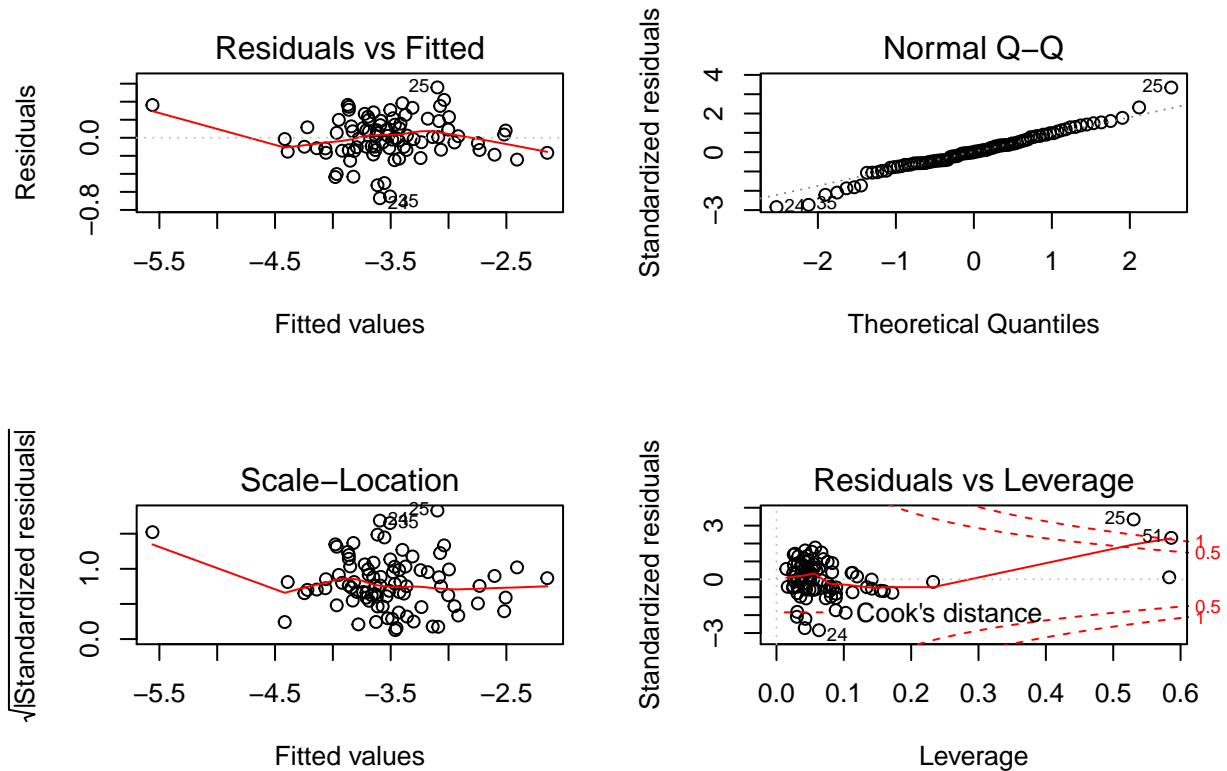 Residuals vs Fitted
Residuals
0.0
−0.8
25
24
35
−5.5 −4.5 −3.5 −2.5
Fitted values
Normal Q−Q
Standardized residuals
4
2
0
−3
25
24
35
−2 −1 0 1 2
Theoretical Quantiles
Scale−Location
√|Standardized residuals|
1.0
0.0
25
24
35
−5.5 −4.5 −3.5 −2.5
Fitted values
Residuals vs Leverage
Standardized residuals
3
0
−3
25
51
24
Cook's distance
1
0.5
0.5
1
0.0 0.1 0.2 0.3 0.4 0.5 0.6
Leverage